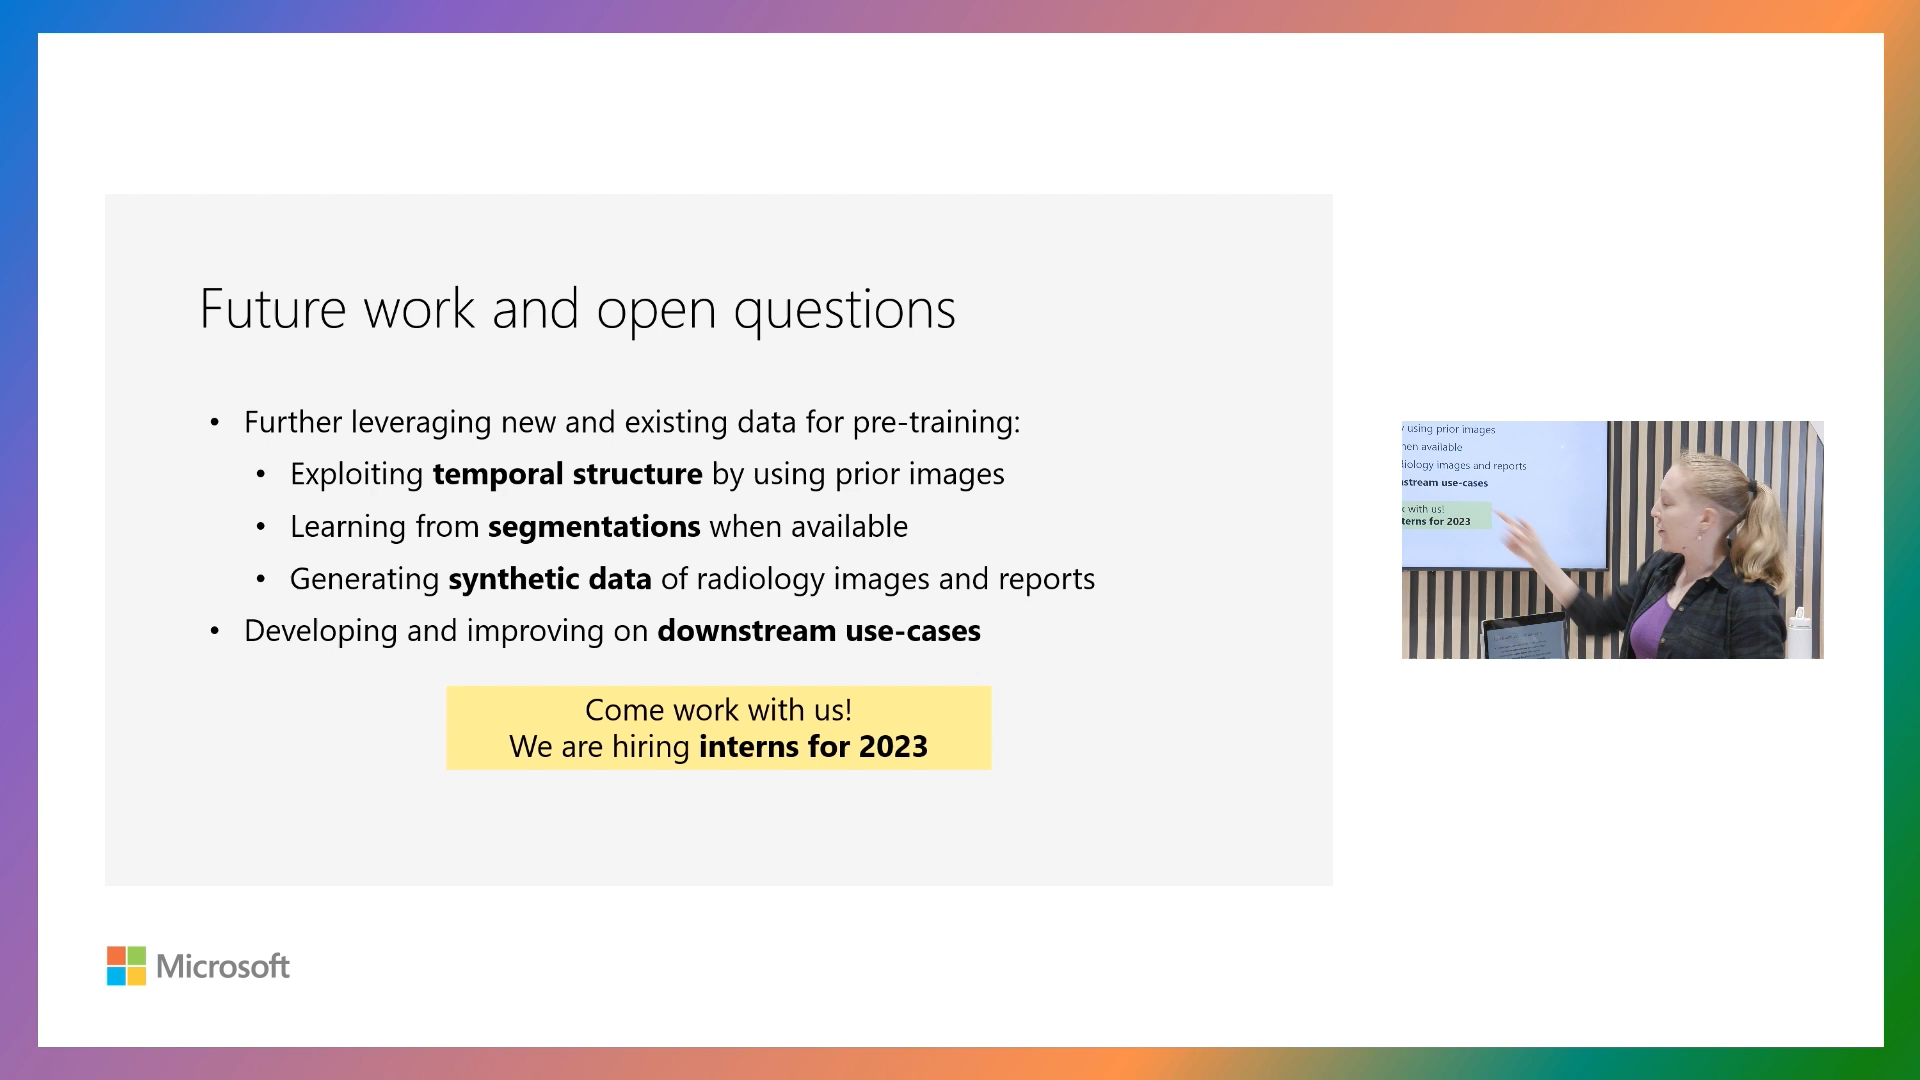 Future work and open questions
• Further leveraging new and existing data for pre-training:
• Exploiting temporal structure by using prior images
• Learning from segmentations when available
• Generating synthetic data of radiology images and reports
• Developing and improving on downstream use-cases
Come work with us!
We are hiring interns for 2023
using prior images
available
radiology images and reports
stream use-cases
with us!
terns for 2023
Microsoft